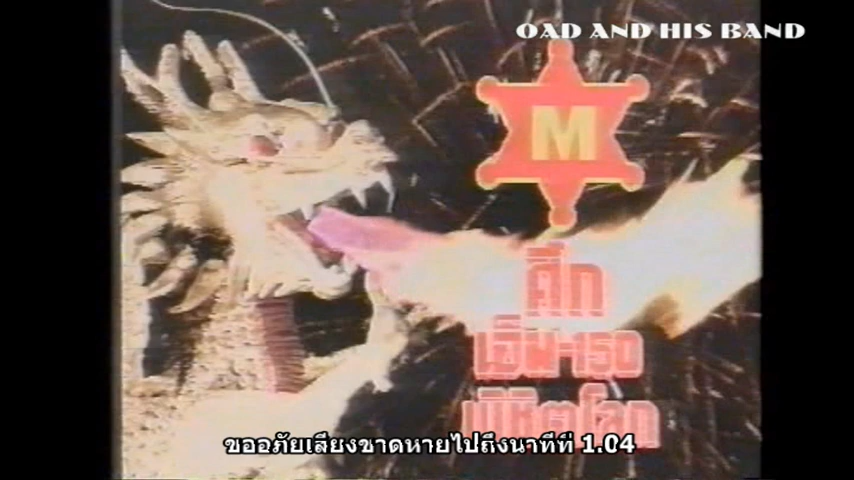 OAD AND HIS BAND
M
ศึก
เอ็ม-150
พิชิตโลก
ขออภัยเสียงขาดหายไปถึงนาทีที่ 1.04